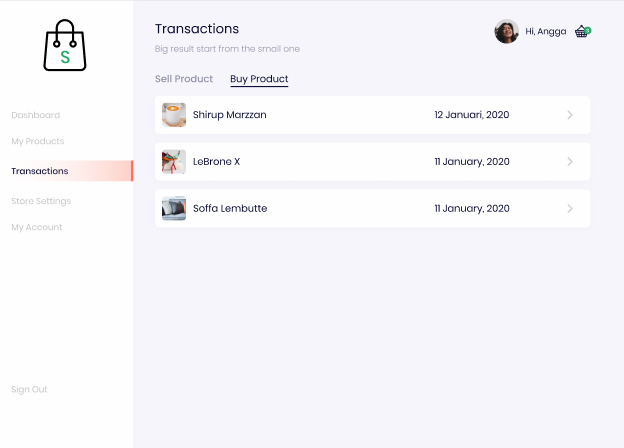 S
Dashboard
My Products
Transactions
Store Settings
My Account
Sign Out
Transactions
Big result start from the small one
Hi, Angga
Sell Product
Buy Product
Shirup Marzzan
12 Januari, 2020
LeBrone X
11 January, 2020
Soffa Lembutte
11 January, 2020